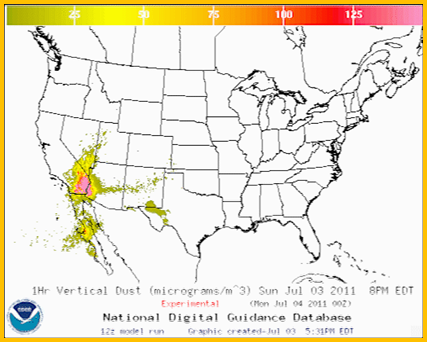 25 50 75 100 125
1Hr Vertical Dust (micrograms/m^3) Sun Jul 03 2011 8PM EDT
Experimental (Mon Jul 04 2011 00Z)
National Digital Guidance Database
12z model run Graphic created-Jul 03 5:31PM EDT
NOAA